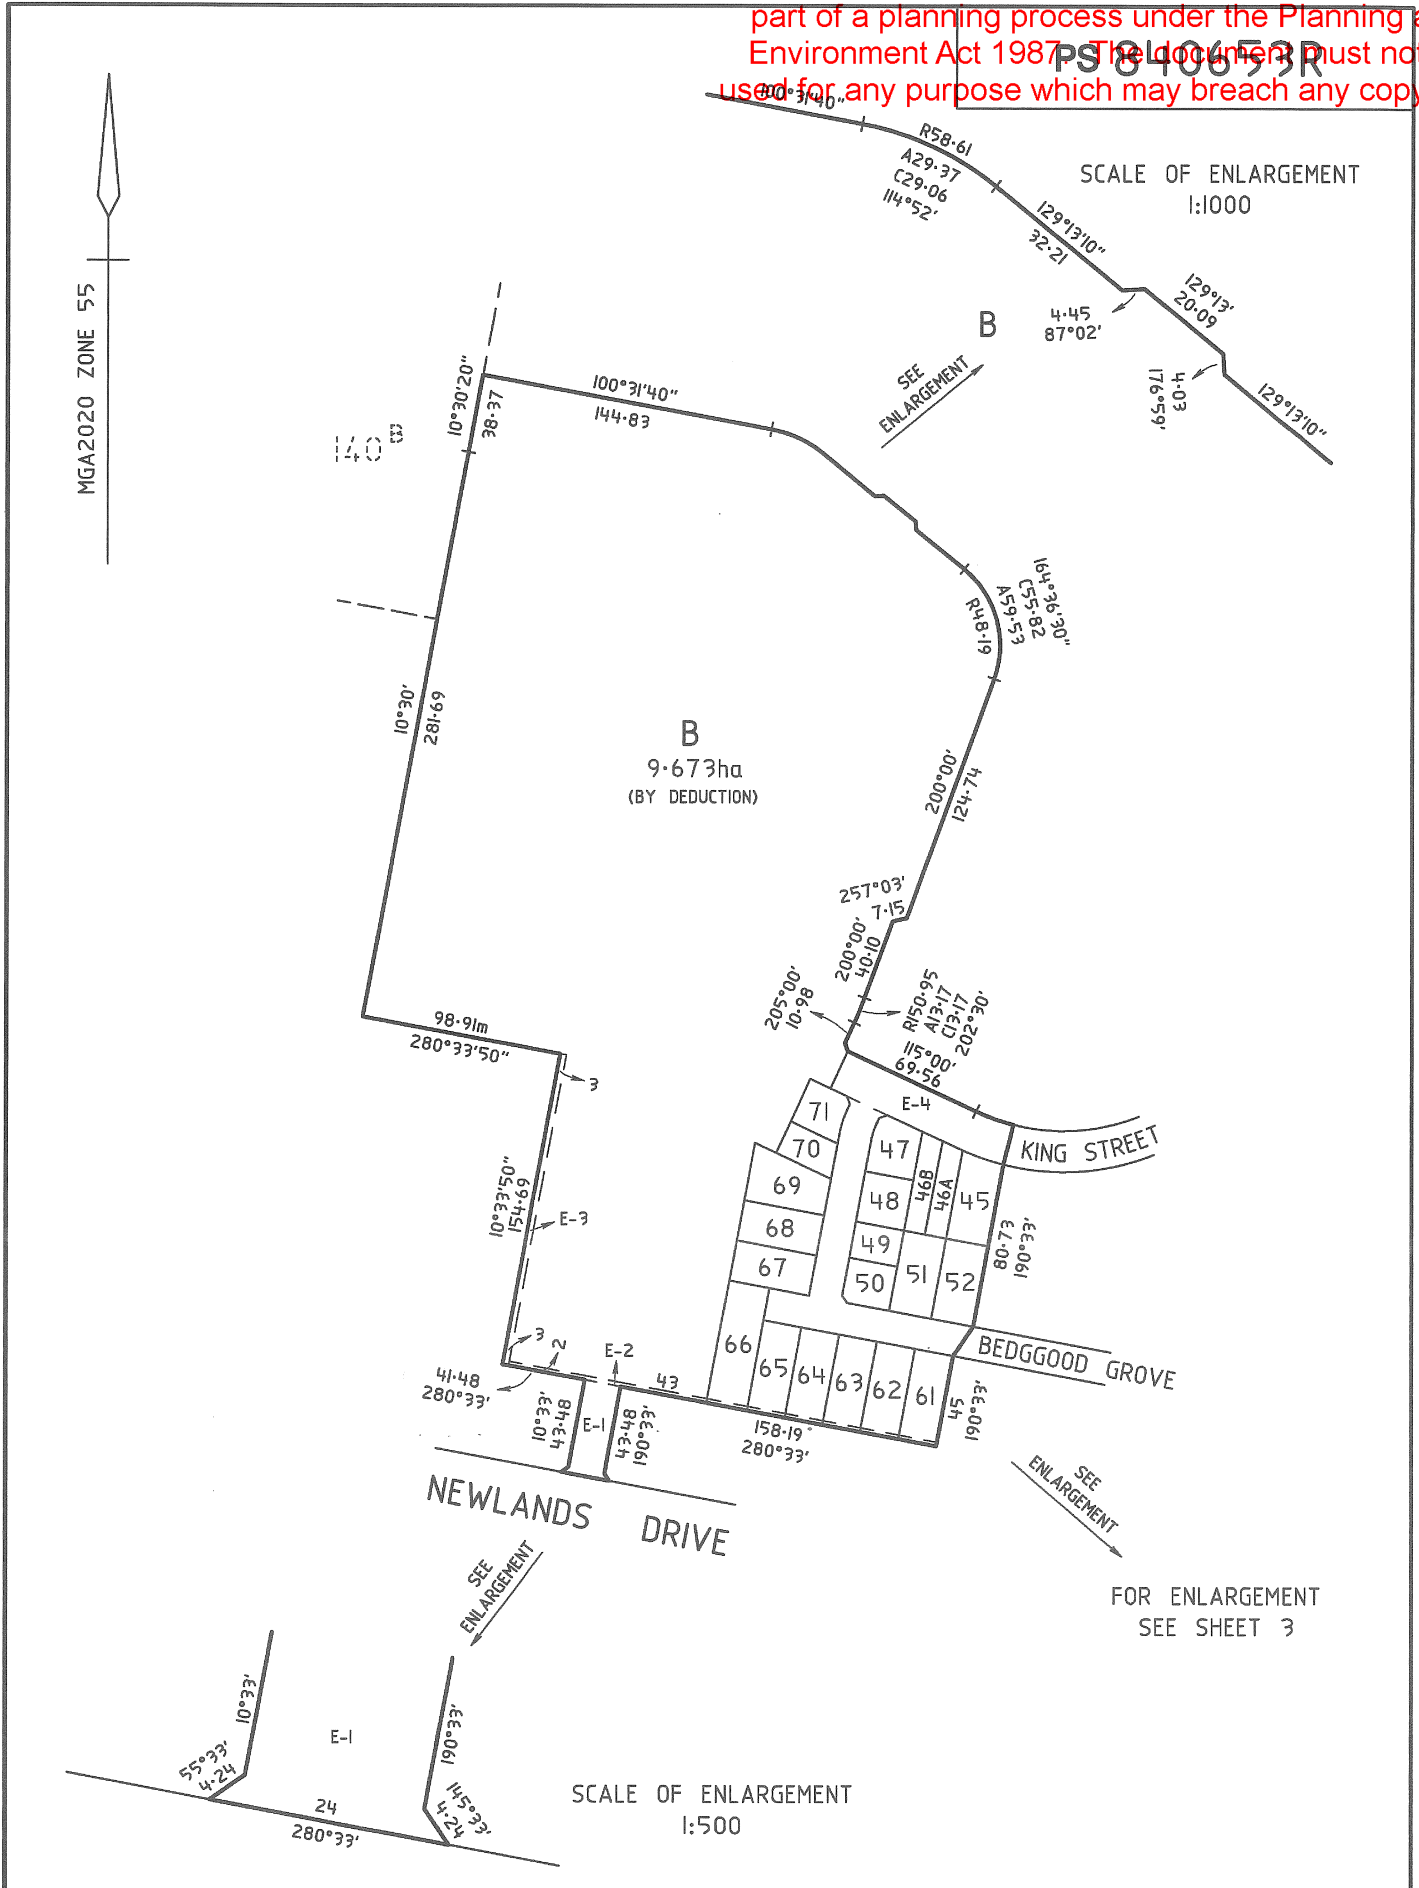 part of a planning process under the Planning
Environment Act 1987. The document must not
used for any purpose which may breach any copy
PS 840653R
100°31'40"
R58·61
A29·37
C29·06
114°52'
SCALE OF ENLARGEMENT
1:1000
129°13'10"
32·21
4·45
87°02'
129°13'
20·09
4·03
176°59'
129°13'10"
B
SEE
ENLARGEMENT
MGA2020 ZONE 55
140 B
10°30'20"
38·37
100°31'40"
144·83
164°36'30"
C55·82
A59·53
R48·19
10°30'
281·69
B
9·673ha
(BY DEDUCTION)
200°00'
124·74
257°03'
7·15
200°00'
40·10
205°00'
10·98
R150·95
A13·17
C13·17
202°30'
115°00'
69·56
98·91m
280°33'50"
3
E-4
KING STREET
71
70
69
68
67
66
47
48
49
50
46B
46A
45
51
52
80·73
190°33'
10°33'50"
154·69
E-3
BEDGGOOD GROVE
65
64
63
62
61
45
190°33'
3
2
E-2
43
41·48
280°33'
10°33'
43·48
E-1
43·48
190°33'
158·19
280°33'
NEWLANDS DRIVE
SEE
ENLARGEMENT
SEE
ENLARGEMENT
FOR ENLARGEMENT
SEE SHEET 3
10°33'
E-1
190°33'
55°33'
4·24
24
280°33'
145°33'
4·24
SCALE OF ENLARGEMENT
1:500